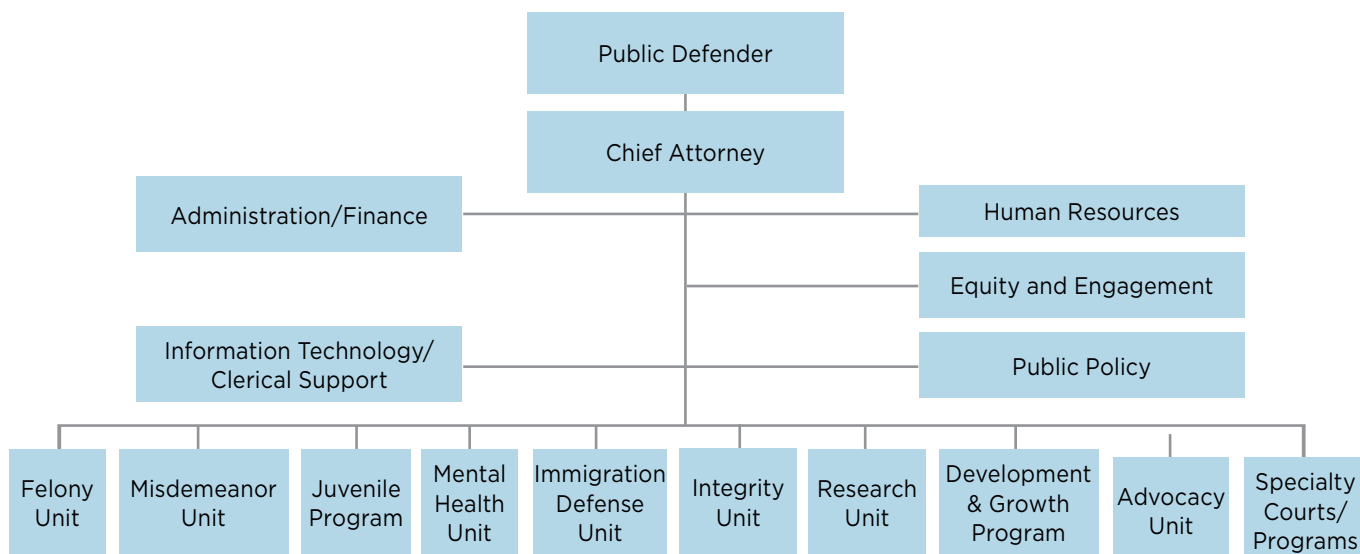 Public Defender
Chief Attorney
Administration/Finance
Human Resources
Equity and Engagement
Information Technology/
Clerical Support
Public Policy
Felony
Unit
Misdemeanor
Unit
Juvenile
Program
Mental
Health
Unit
Immigration
Defense
Unit
Integrity
Unit
Research
Unit
Development
& Growth
Program
Advocacy
Unit
Specialty
Courts/
Programs